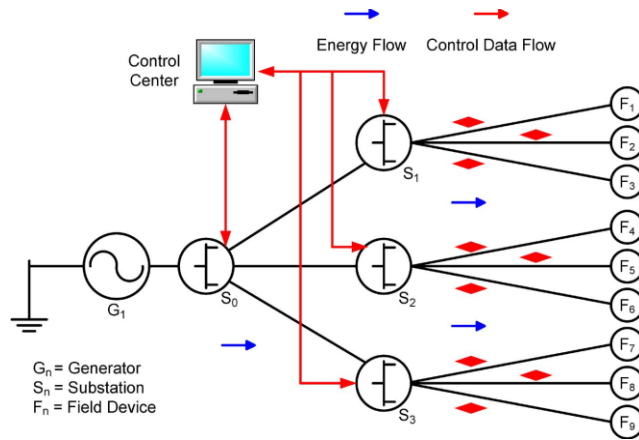 Energy Flow
Control Data Flow
Control
Center
F₁
F₂
F₃
S₁
F₄
F₅
F₆
S₂
G₁
S₀
F₇
F₈
F₉
S₃
Gₙ = Generator
Sₙ = Substation
Fₙ = Field Device